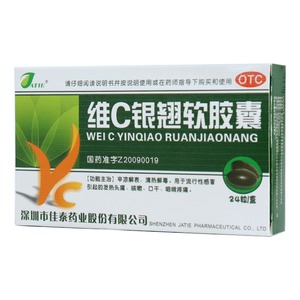 JATIE
请仔细阅读说明书并按说明使用或在药师指导下购买和使用
OTC
维C银翘软胶囊
WEI C YINQIAO RUANJIAONANG
国药准字Z20090019
【功能主治】辛凉解表,清热解毒。用于流行性感冒
引起的发热头痛、咳嗽、口干、咽喉疼痛。
24粒/盒
深圳市佳泰药业股份有限公司
SHENZHEN JATIE PHARMACEUTICAL CO., LTD